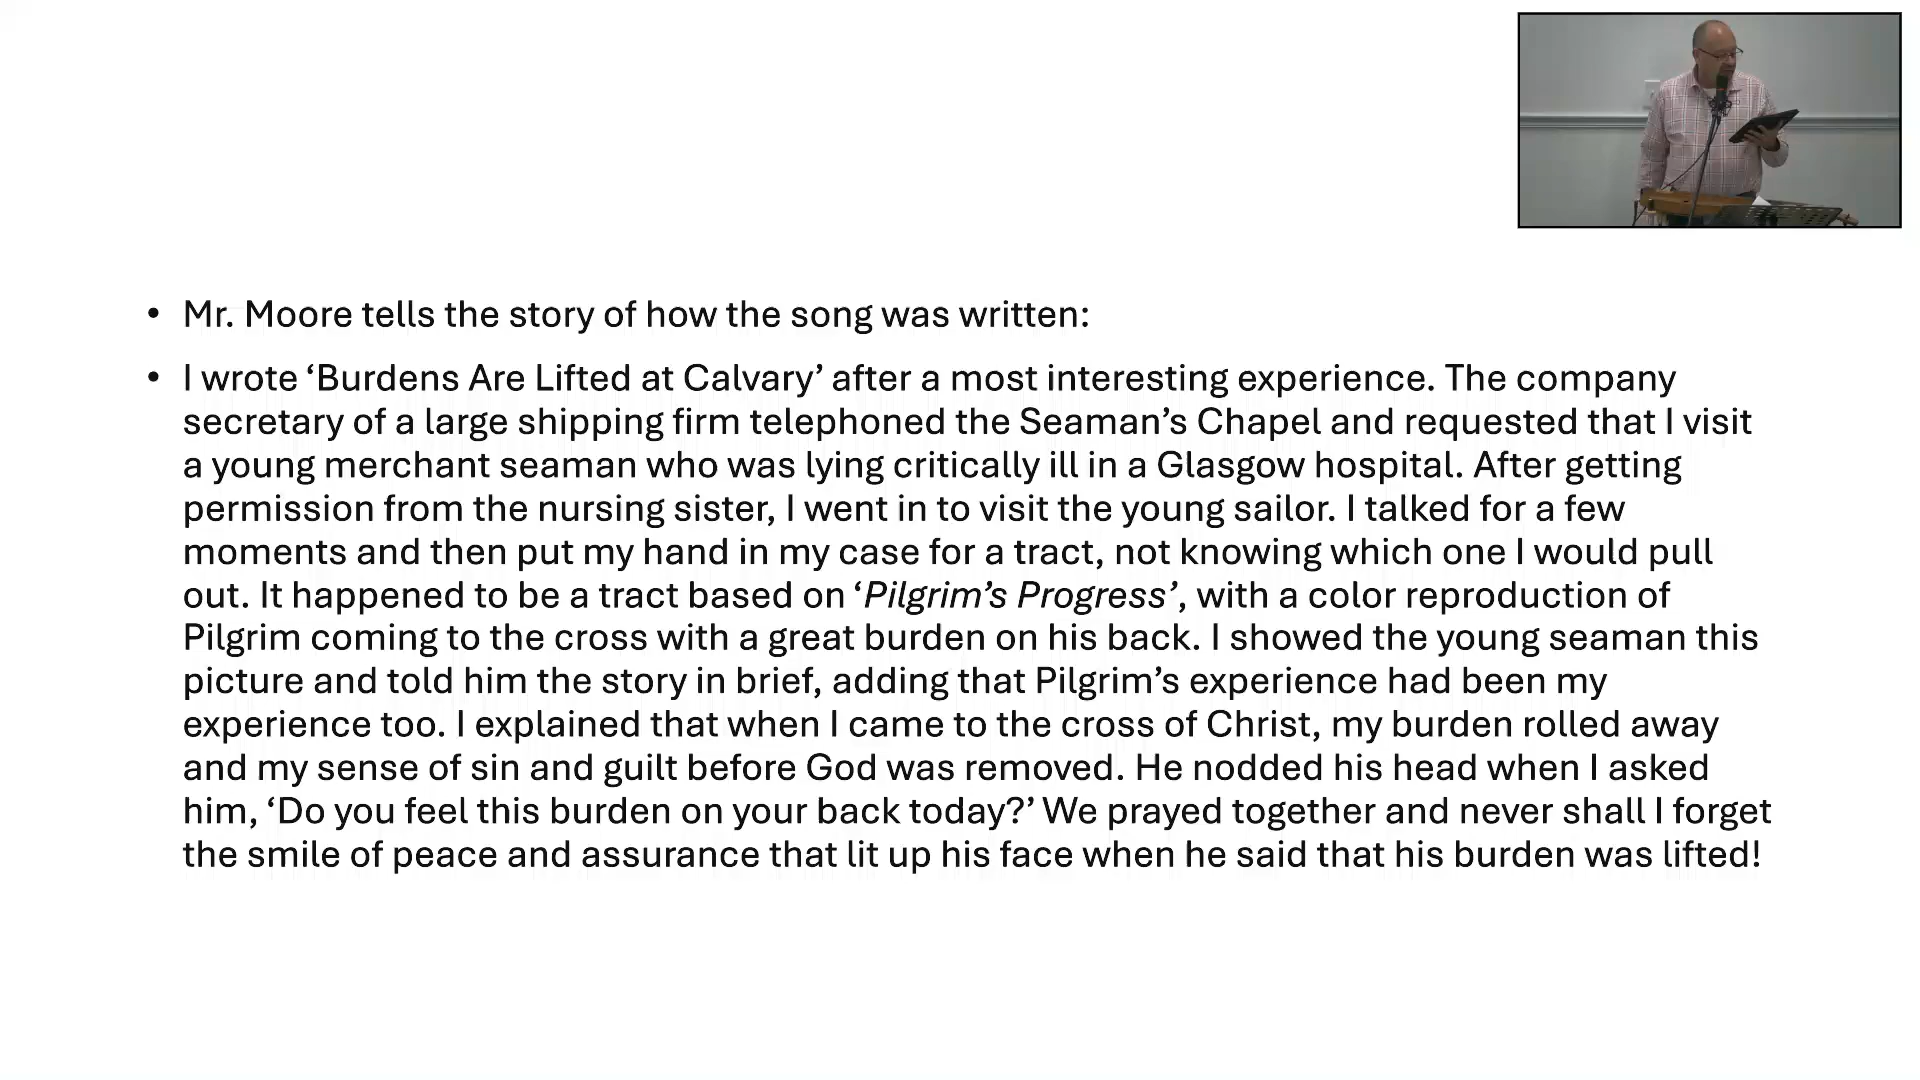 • Mr. Moore tells the story of how the song was written:
• I wrote ‘Burdens Are Lifted at Calvary’ after a most interesting experience. The company
secretary of a large shipping firm telephoned the Seaman’s Chapel and requested that I visit
a young merchant seaman who was lying critically ill in a Glasgow hospital. After getting
permission from the nursing sister, I went in to visit the young sailor. I talked for a few
moments and then put my hand in my case for a tract, not knowing which one I would pull
out. It happened to be a tract based on ‘Pilgrim’s Progress’, with a color reproduction of
Pilgrim coming to the cross with a great burden on his back. I showed the young seaman this
picture and told him the story in brief, adding that Pilgrim’s experience had been my
experience too. I explained that when I came to the cross of Christ, my burden rolled away
and my sense of sin and guilt before God was removed. He nodded his head when I asked
him, ‘Do you feel this burden on your back today?’ We prayed together and never shall I forget
the smile of peace and assurance that lit up his face when he said that his burden was lifted!